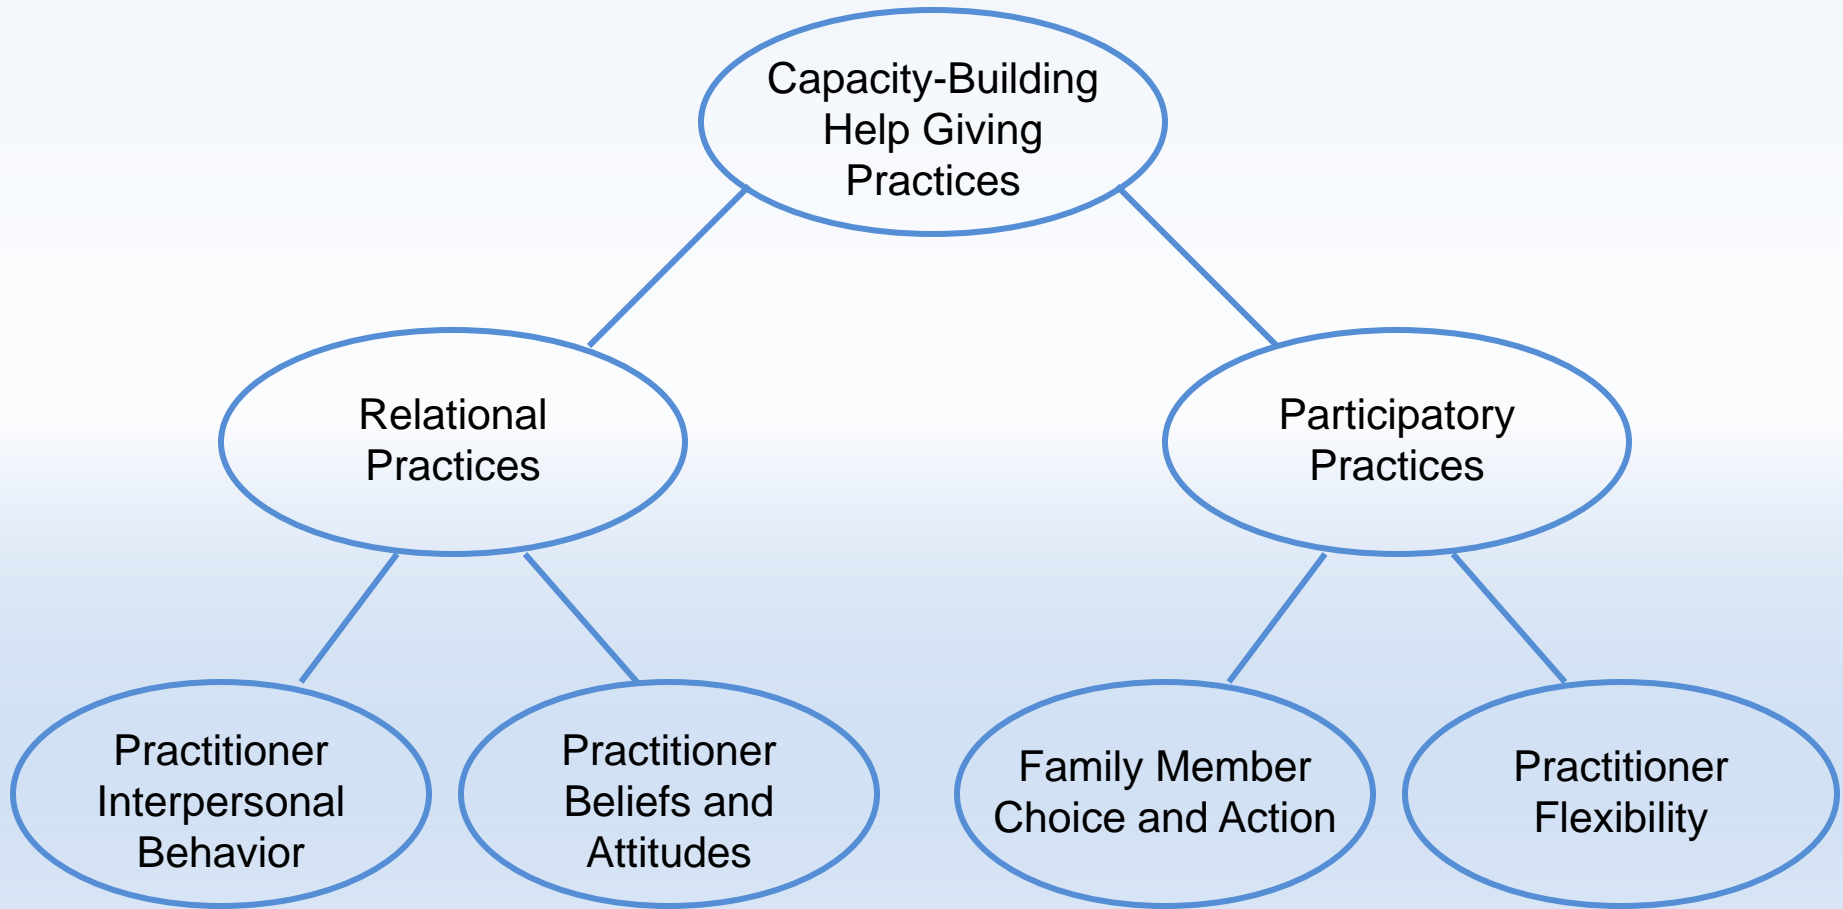 Capacity-Building
Help Giving
Practices
Relational
Practices
Participatory
Practices
Practitioner
Interpersonal
Behavior
Practitioner
Beliefs and
Attitudes
Family Member
Choice and Action
Practitioner
Flexibility